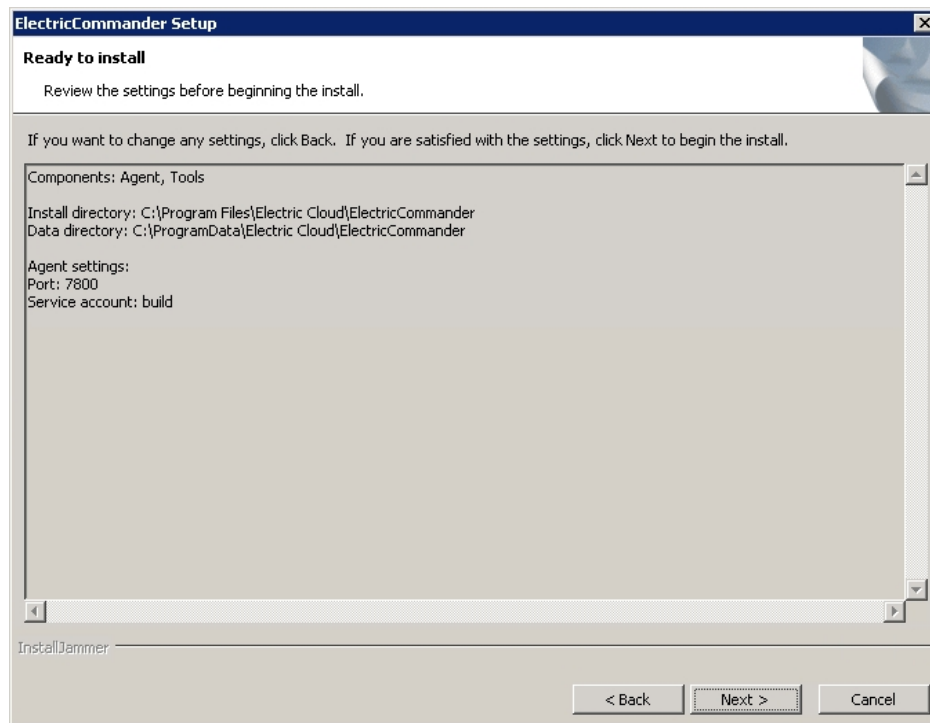 ElectricCommander Setup
Ready to install
Review the settings before beginning the install.
If you want to change any settings, click Back. If you are satisfied with the settings, click Next to begin the install.
Components: Agent, Tools
Install directory: C:\Program Files\Electric Cloud\ElectricCommander
Data directory: C:\ProgramData\Electric Cloud\ElectricCommander
Agent settings:
Port: 7800
Service account: build
InstallJammer
< Back
Next >
Cancel